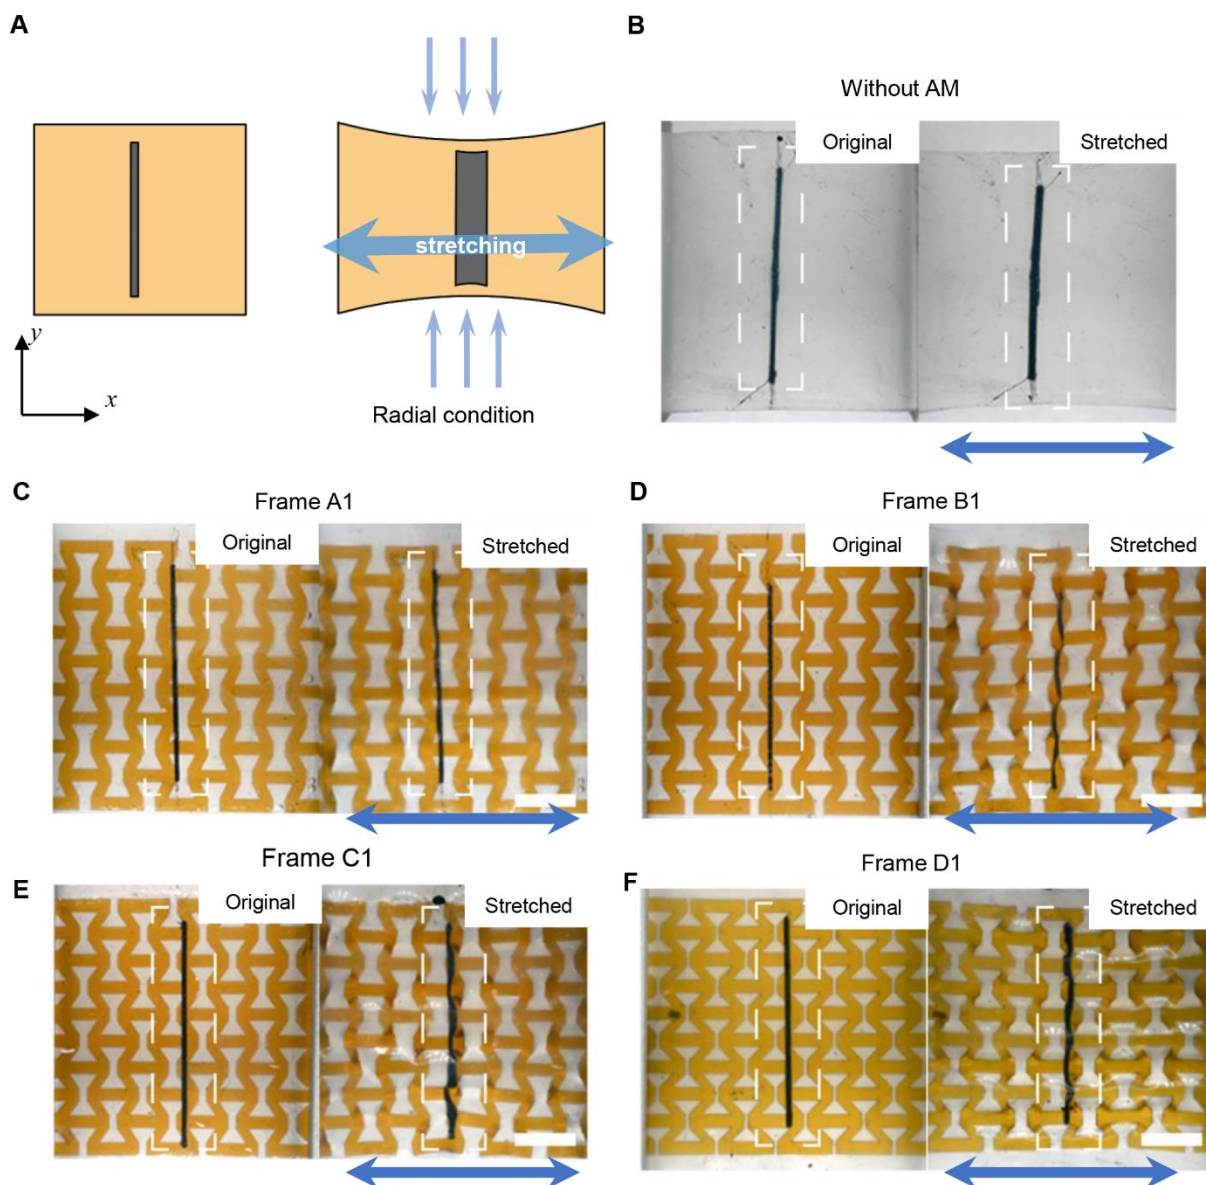 A
stretching
y
x
Radial condition
B
Without AM
Original
Stretched
C
Frame A1
Original
Stretched
D
Frame B1
Original
Stretched
E
Frame C1
Original
Stretched
F
Frame D1
Original
Stretched